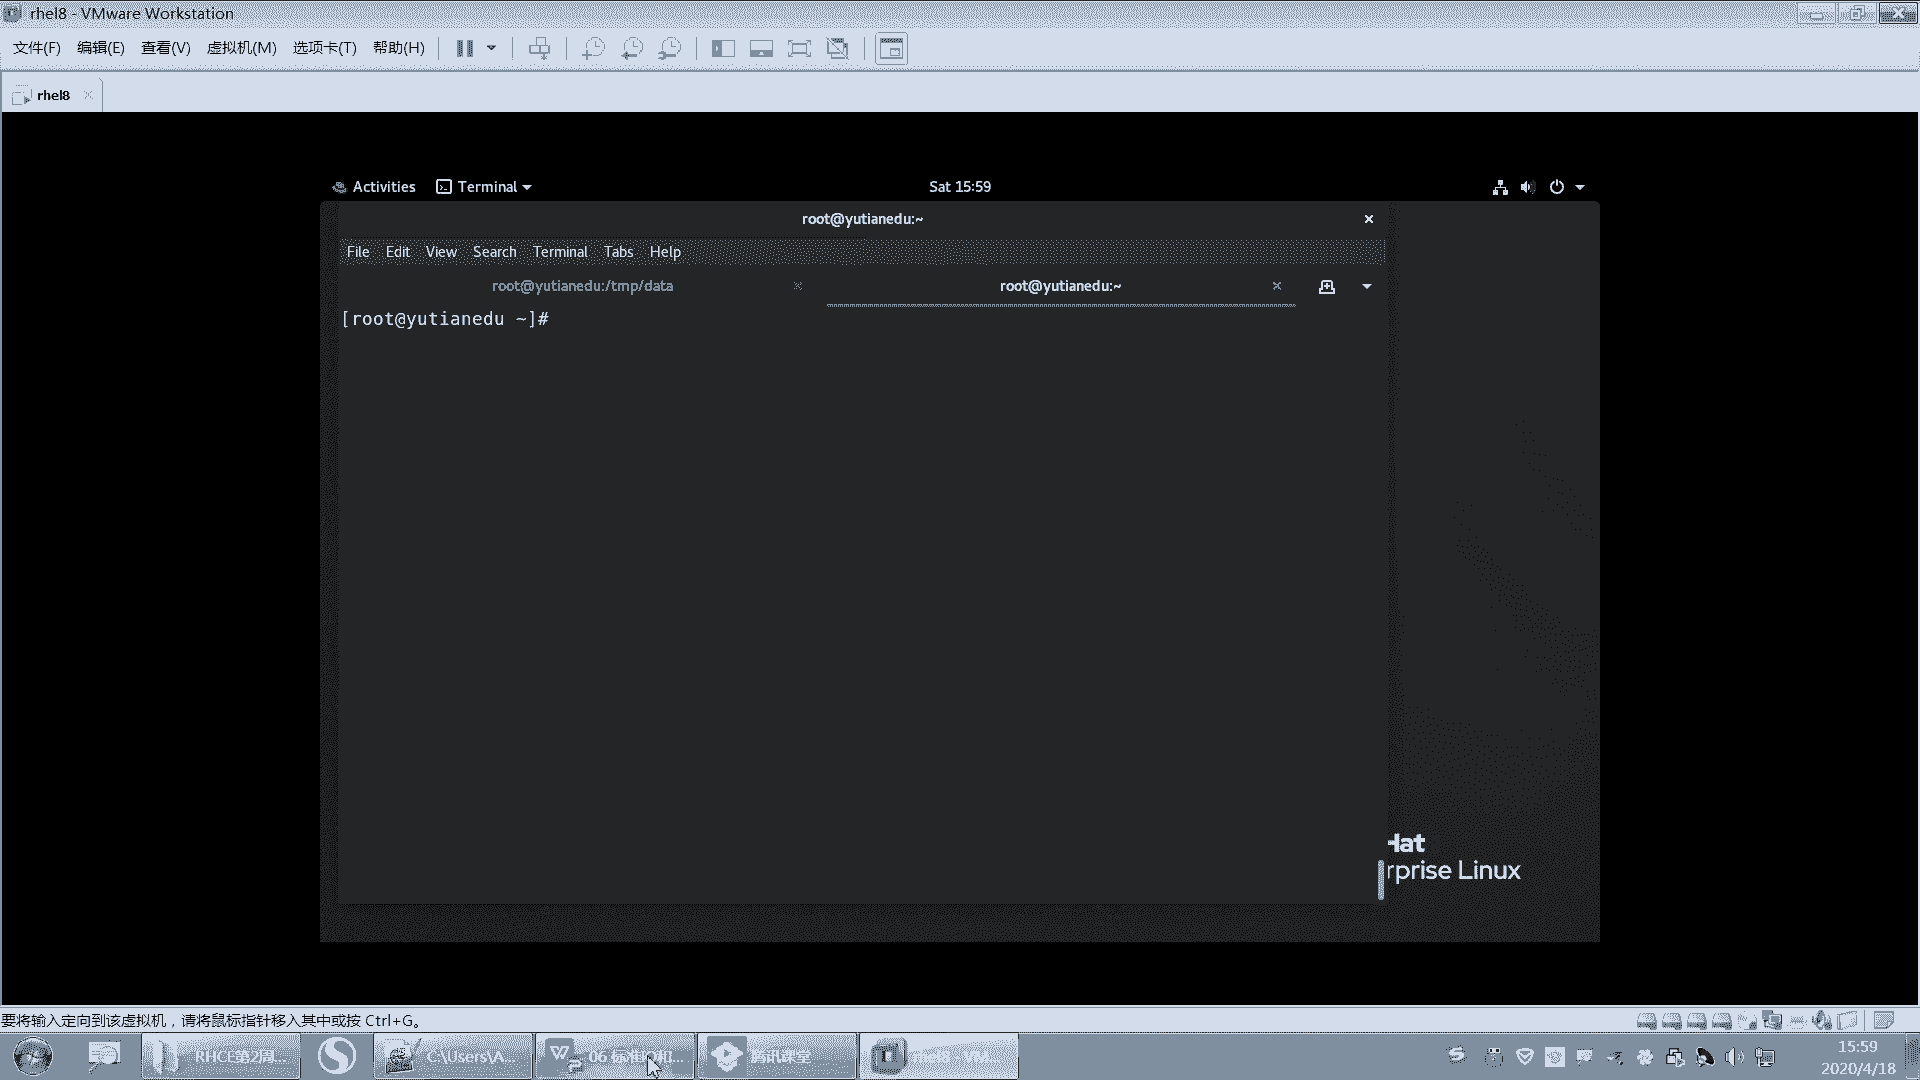 rhel8 - VMware Workstation
文件(F) 编辑(E) 查看(V) 虚拟机(M) 选项卡(T) 帮助(H)
rhel8
Activities Terminal Sat 15:59
root@yutianedu:~
File Edit View Search Terminal Tabs Help
root@yutianedu:/tmp/data root@yutianedu:~
[root@yutianedu ~]#
Hat
rprise Linux
要将输入定向到该虚拟机，请将鼠标指针移入其中或按 Ctrl+G。
RHCE第2周... C:\Users\A... 06 标准IO和... 腾讯课堂 rhel8 - VM... 15:59
2020/4/18